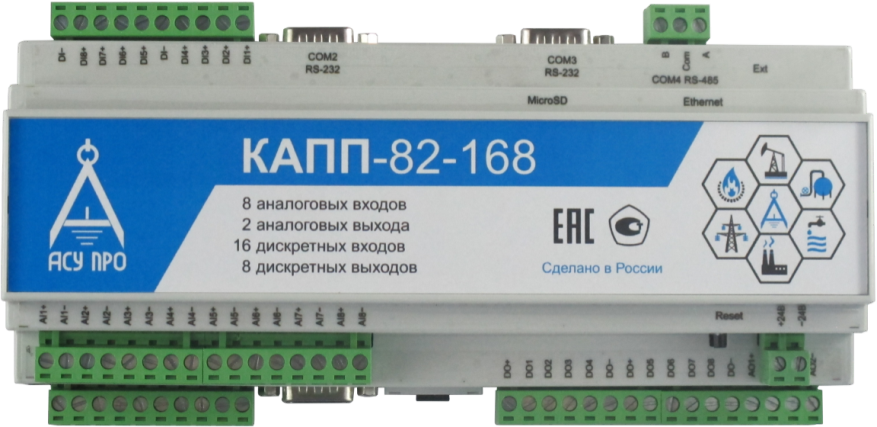 DI− DI8+ DI7+ DI6+ DI5+ DI− DI4+ DI3+ DI2+ DI1+
COM2
RS-232
COM3
RS-232
B Com A
COM4 RS-485
Ext
MicroSD
Ethernet
КАПП-82-168
8 аналоговых входов
2 аналоговых выхода
16 дискретных входов
8 дискретных выходов
АСУ ПРО
EAC
Сделано в России
AI1+ AI1− AI2+ AI2− AI3+ AI3− AI4+ AI4− AI5+ AI5− AI6+ AI6− AI7+ AI7− AI8+ AI8−
Reset
+24В −24В
DO+ DO1 DO2 DO3 DO4 DO− DO+ DO5 DO6 DO7 DO8 DO− AO1+